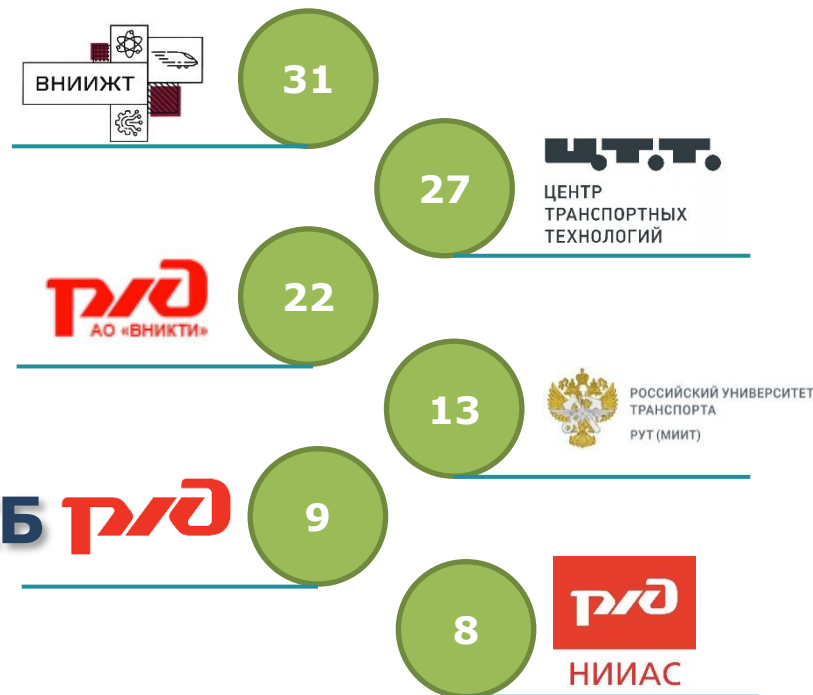 ВНИИЖТ
31
27
Ц.Т.Т.
ЦЕНТР
ТРАНСПОРТНЫХ
ТЕХНОЛОГИЙ
22
ржд
АО «ВНИКТИ»
13
РОССИЙСКИЙ УНИВЕРСИТЕТ
ТРАНСПОРТА
РУТ (МИИТ)
Б ржд
9
8
ржд
НИИАС